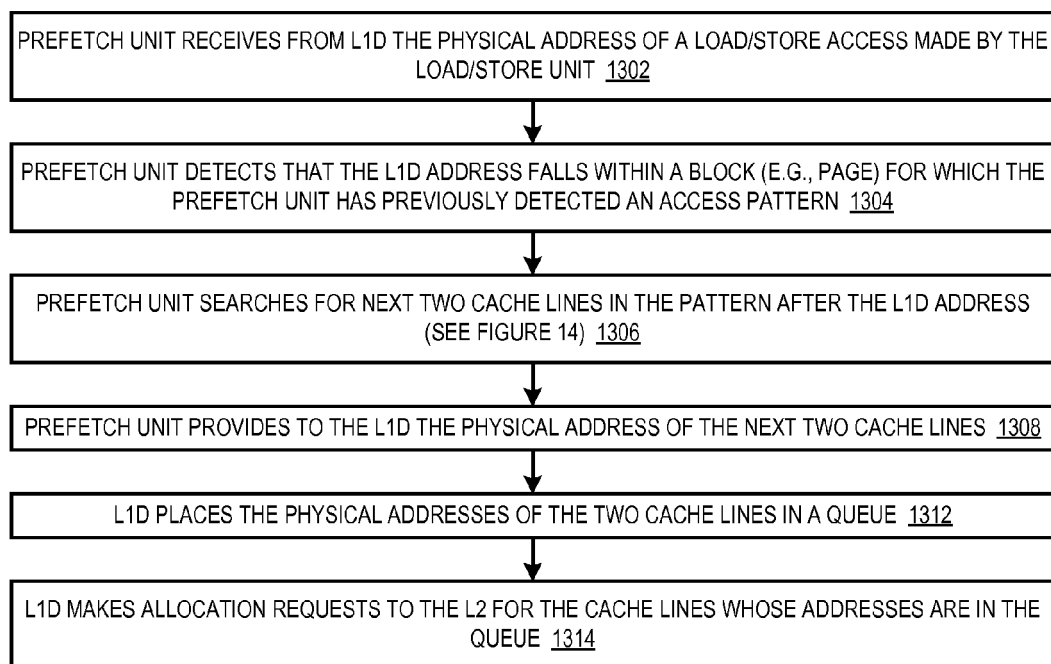 PREFETCH UNIT RECEIVES FROM L1D THE PHYSICAL ADDRESS OF A LOAD/STORE ACCESS MADE BY THE
LOAD/STORE UNIT 1302
PREFETCH UNIT DETECTS THAT THE L1D ADDRESS FALLS WITHIN A BLOCK (E.G., PAGE) FOR WHICH THE
PREFETCH UNIT HAS PREVIOUSLY DETECTED AN ACCESS PATTERN 1304
PREFETCH UNIT SEARCHES FOR NEXT TWO CACHE LINES IN THE PATTERN AFTER THE L1D ADDRESS
(SEE FIGURE 14) 1306
PREFETCH UNIT PROVIDES TO THE L1D THE PHYSICAL ADDRESS OF THE NEXT TWO CACHE LINES 1308
L1D PLACES THE PHYSICAL ADDRESSES OF THE TWO CACHE LINES IN A QUEUE 1312
L1D MAKES ALLOCATION REQUESTS TO THE L2 FOR THE CACHE LINES WHOSE ADDRESSES ARE IN THE
QUEUE 1314